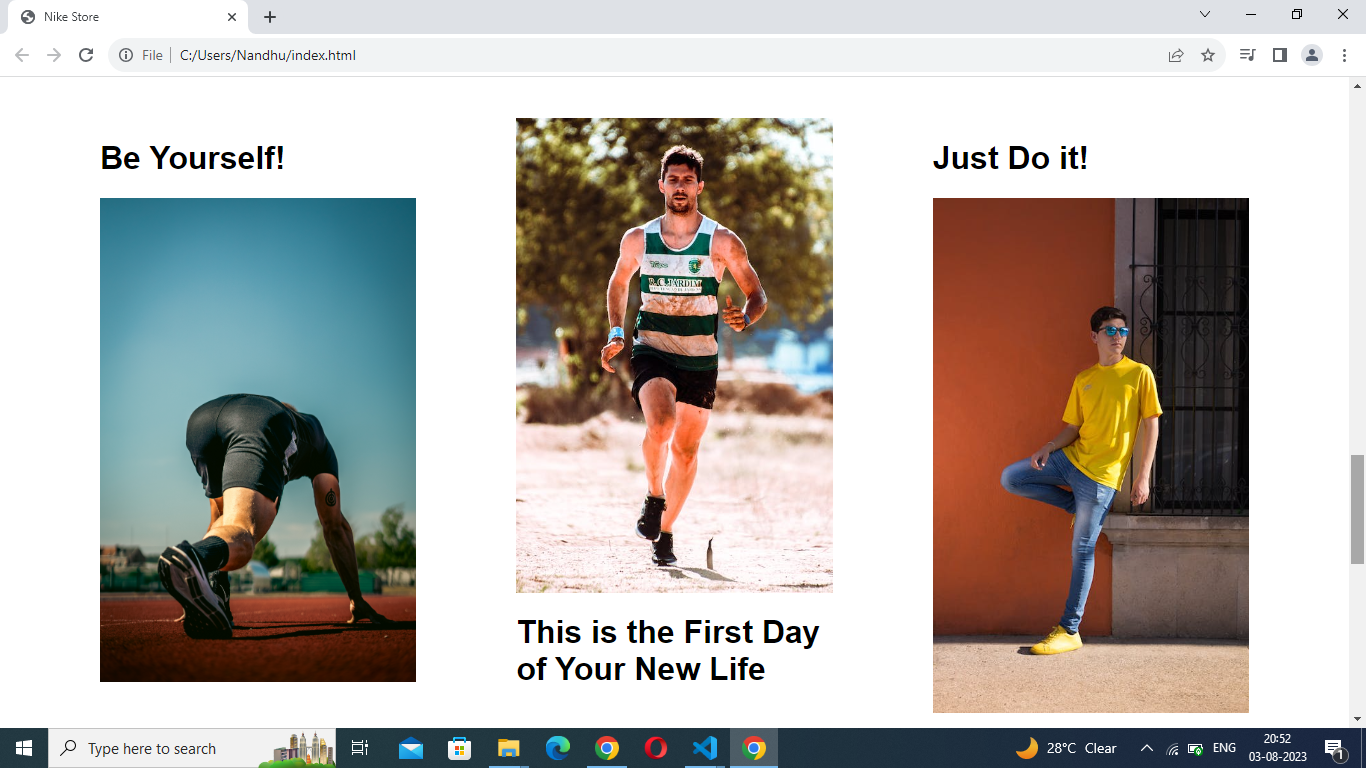 Nike Store
File
C:/Users/Nandhu/index.html
Be Yourself!
Just Do it!
A.C.JARDIM
This is the First Day
of Your New Life
Type here to search
28°C Clear
ENG
20:52
03-08-2023
1